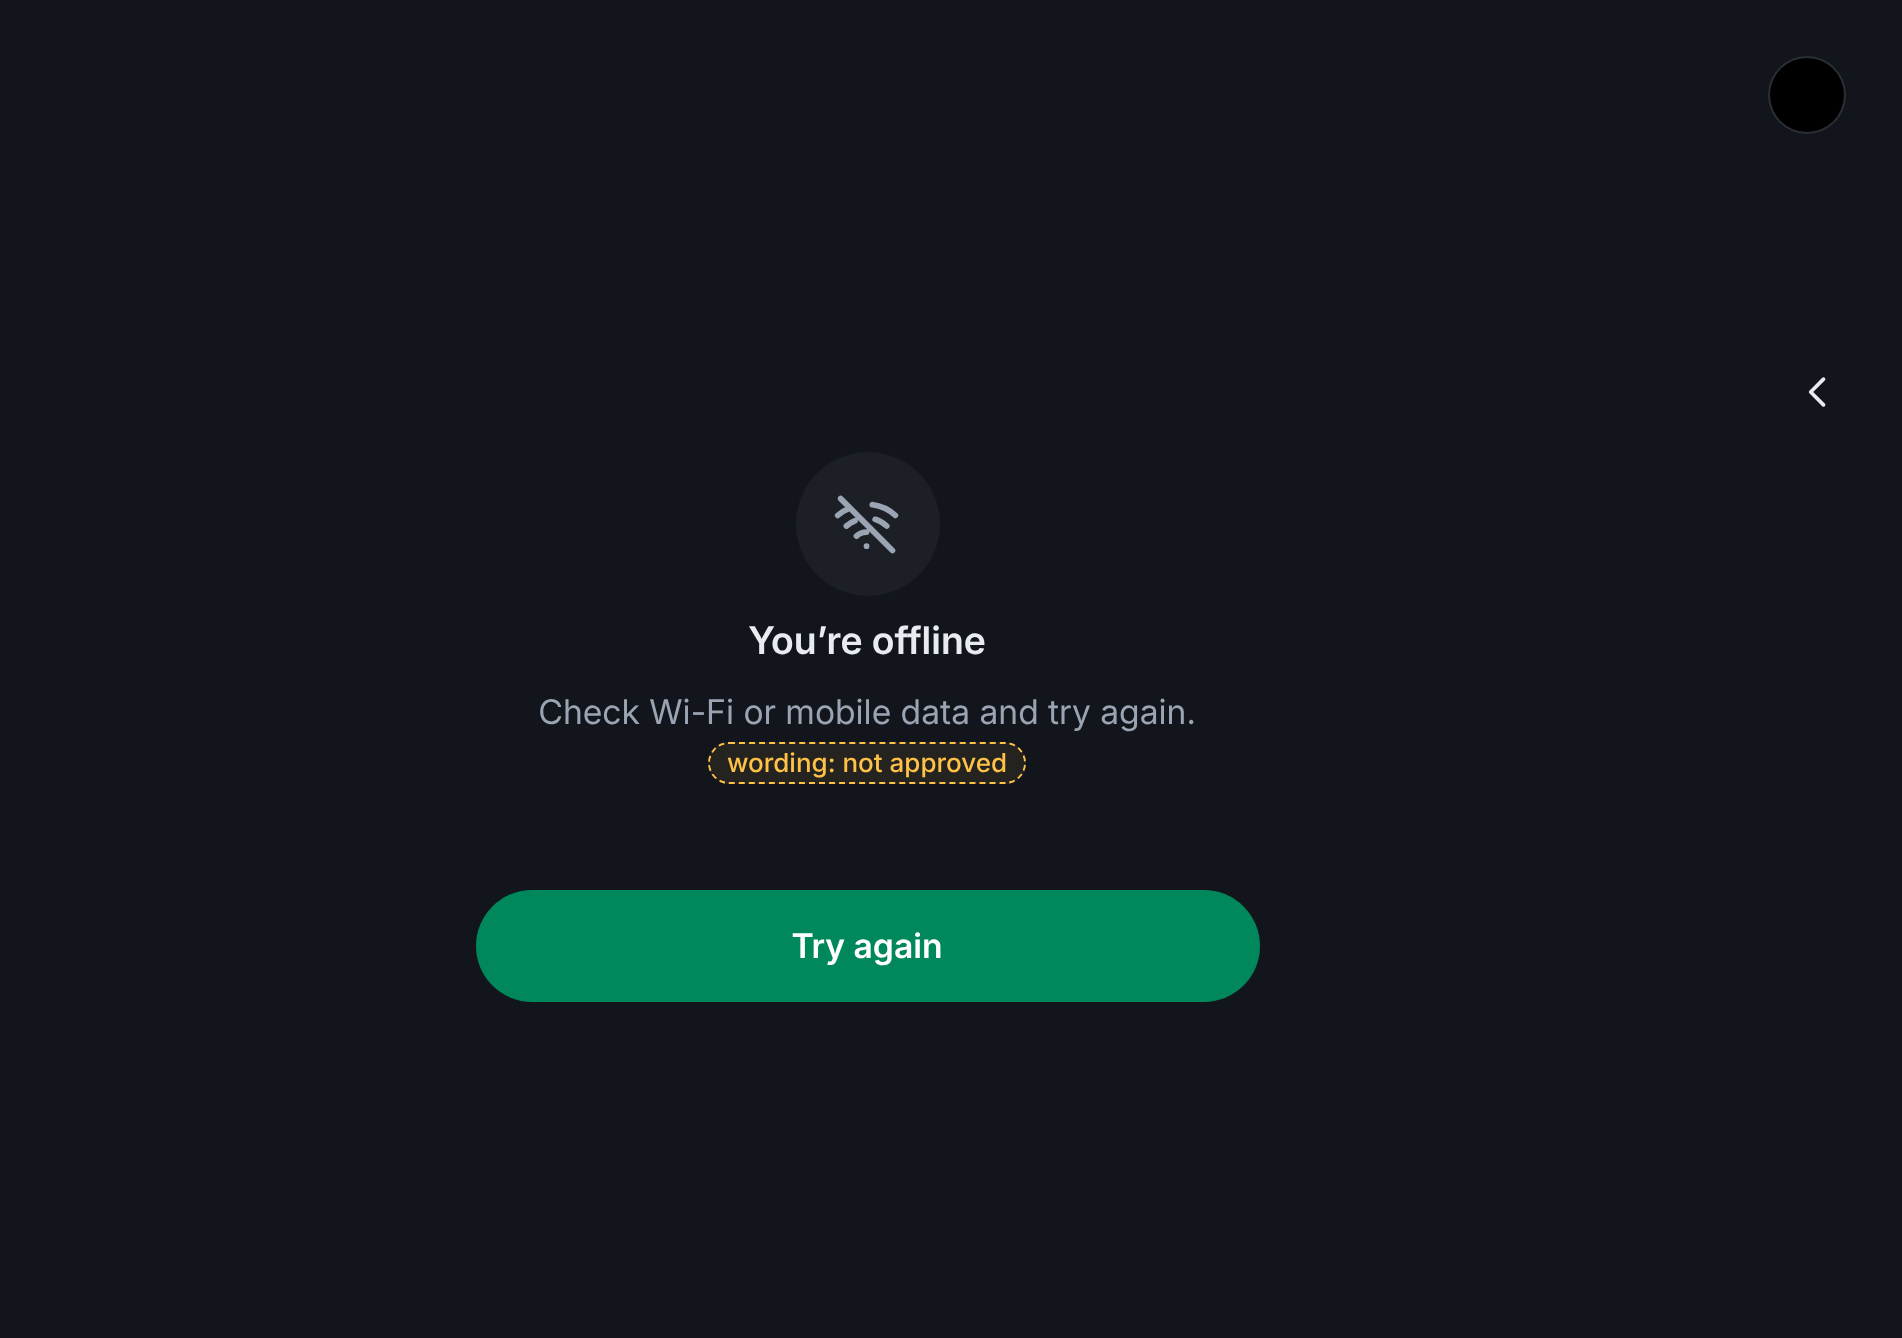 You’re offline
Check Wi-Fi or mobile data and try again.
wording: not approved
Try again